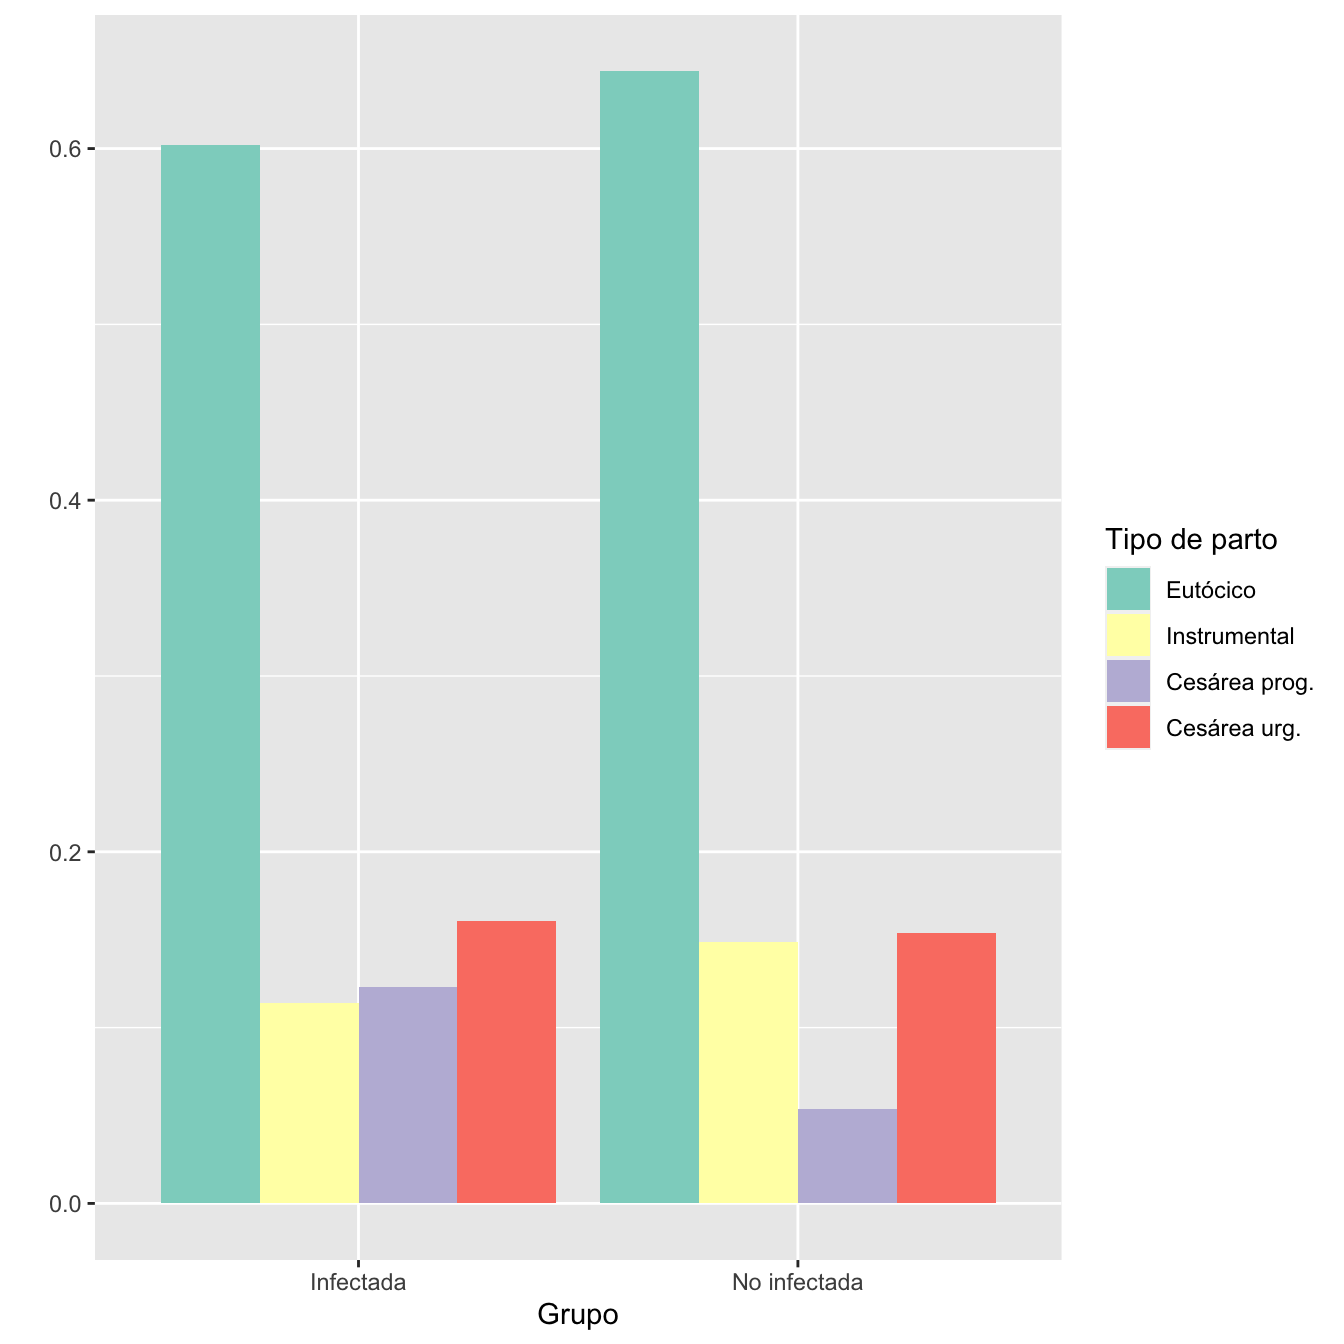 0.6
0.4
0.2
0.0
Infectada
No infectada
Grupo
Tipo de parto
Eutócico
Instrumental
Cesárea prog.
Cesárea urg.